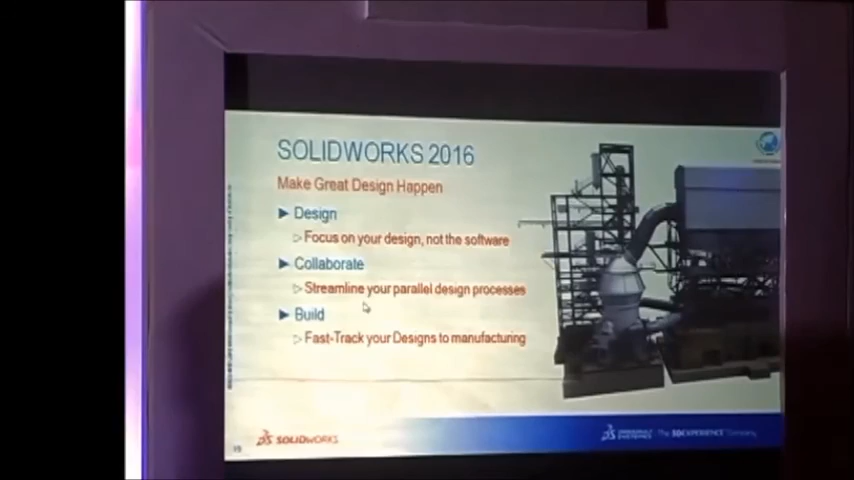 SOLIDWORKS 2016
Make Great Design Happen
Design
Focus on your design, not the software
Collaborate
Streamline your parallel design processes
Build
Fast-Track your Designs to manufacturing
SOLIDWORKS
DASSAULT SYSTEMES The 3DEXPERIENCE Company